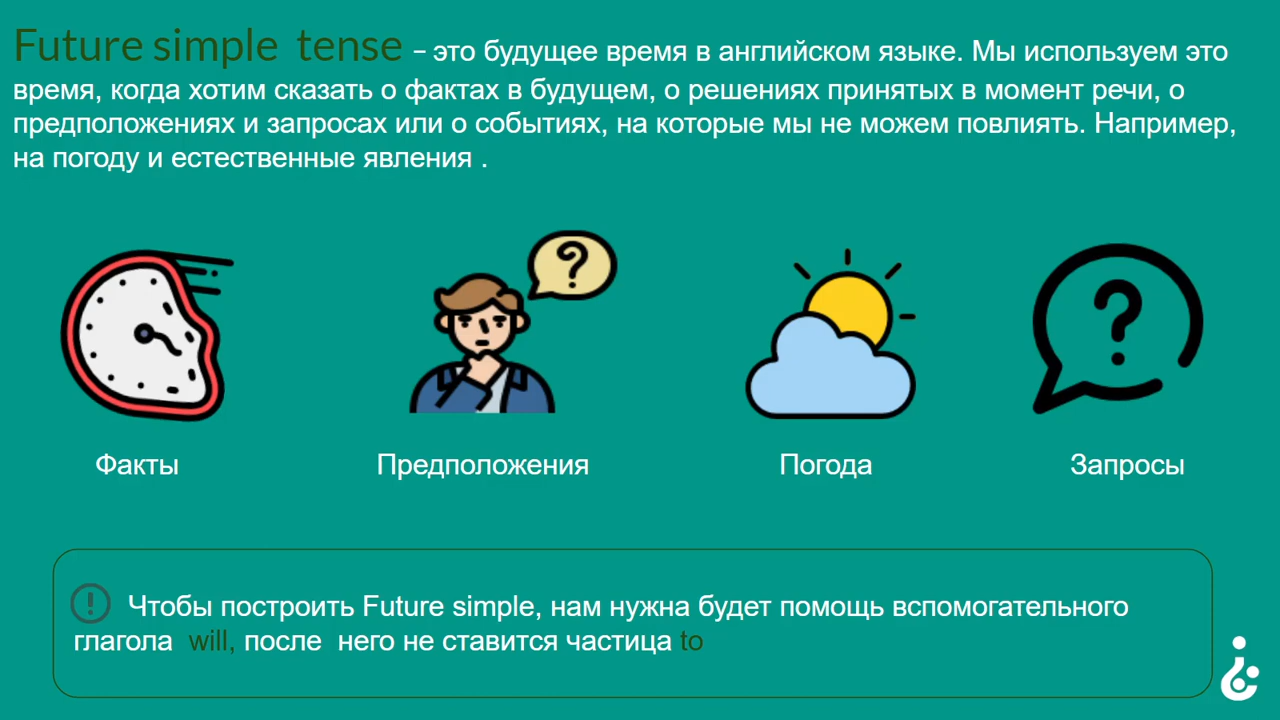 Future simple tense – это будущее время в английском языке. Мы используем это
время, когда хотим сказать о фактах в будущем, о решениях принятых в момент речи, о
предположениях и запросах или о событиях, на которые мы не можем повлиять. Например,
на погоду и естественные явления .
?
?
Факты
Предположения
Погода
Запросы
! Чтобы построить Future simple, нам нужна будет помощь вспомогательного
глагола will, после него не ставится частица to